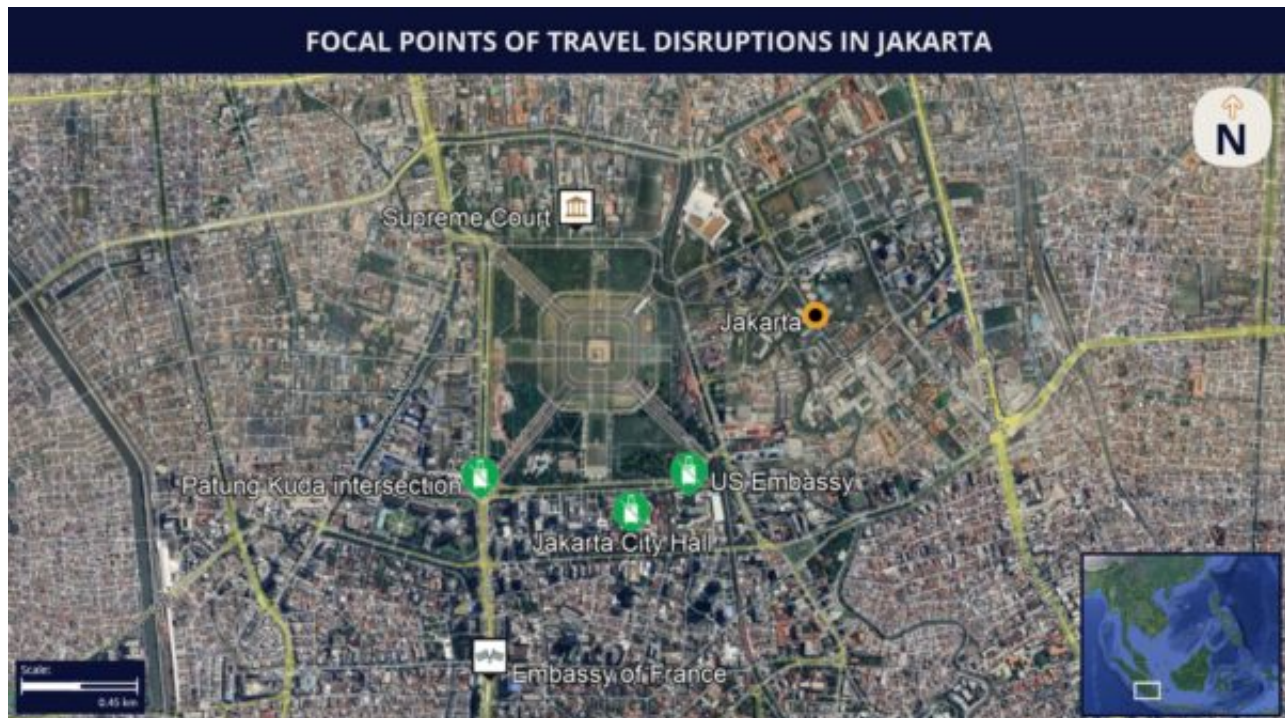 FOCAL POINTS OF TRAVEL DISRUPTIONS IN JAKARTA
N
Supreme Court
Jakarta
Patung Kuda intersection
US Embassy
Jakarta City Hall
Embassy of France
Scale:
0.45 km